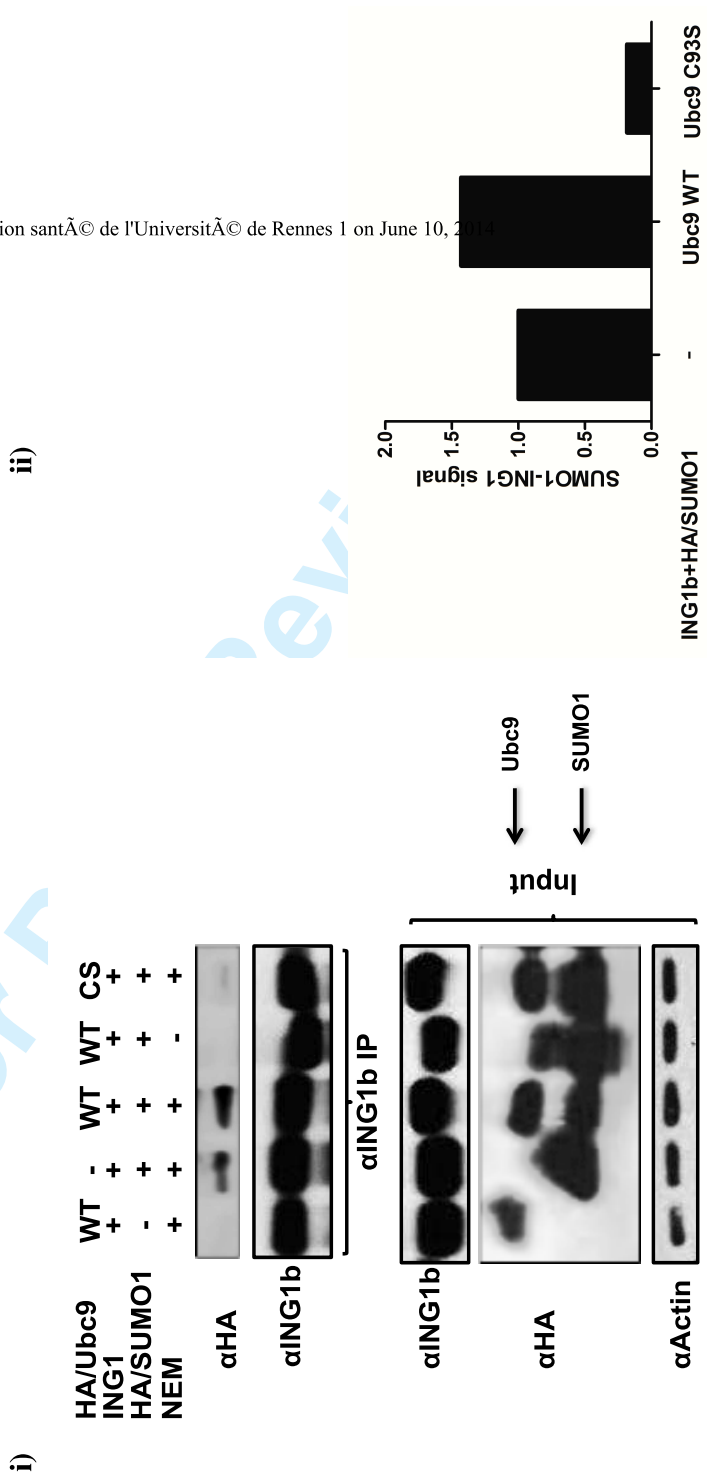 i)
HA/Ubc9 WT - WT WT CS
ING1 + + + + +
HA/SUMO1 - + + + +
NEM + + + - +
αHA
αING1b
αING1b IP
αING1b
αHA
αActin
Input
Ubc9
SUMO1
ii)
SUMO1-ING1 signal
2.0
1.5
1.0
0.5
0.0
ING1b+HA/SUMO1 - Ubc9 WT Ubc9 C93S
ion santÃ© de l'UniversitÃ© de Rennes 1 on June 10, 2014
or
Revi